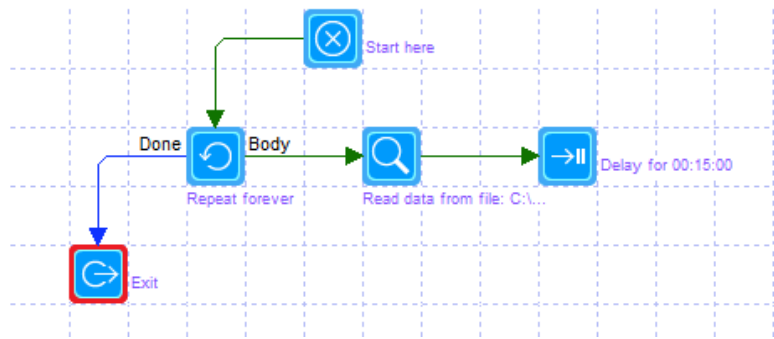 Start here
Done
Body
Delay for 00:15:00
Repeat forever
Read data from file: C:\...
Exit